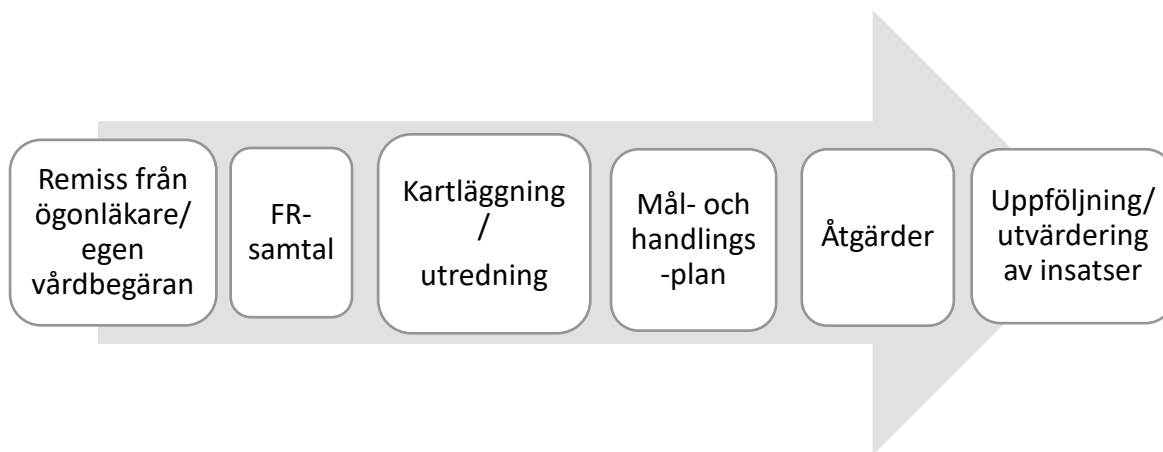 Remiss från
ögonläkare/
egen
vårdbegäran
FR-
samtal
Kartläggning
/
utredning
Mål- och
handlings
-plan
Åtgärder
Uppföljning/
utvärdering
av insatser